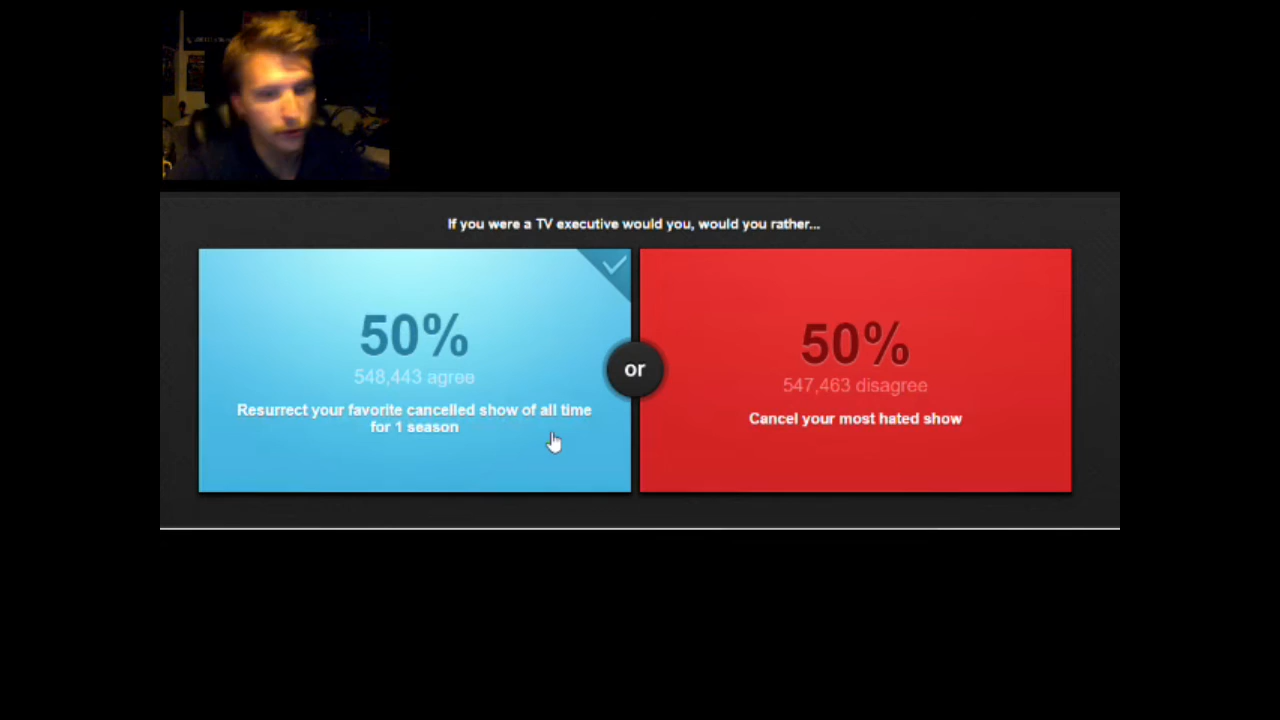 If you were a TV executive would you, would you rather...
50%
548,443 agree
Resurrect your favorite cancelled show of all time
for 1 season
or
50%
547,463 disagree
Cancel your most hated show